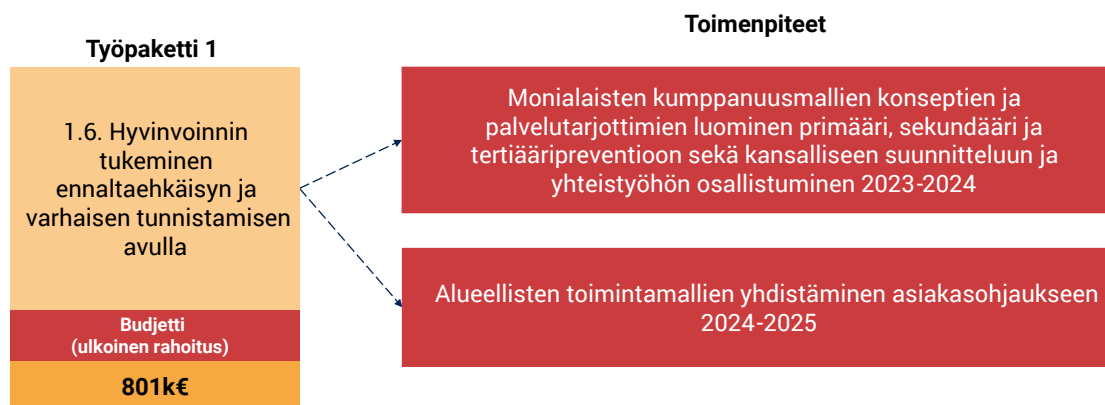 Työpaketti 1
1.6. Hyvinvoinnin
tukeminen
ennaltaehkäisyn ja
varhaisen tunnistamisen
avulla
Budjetti
(ulkoinen rahoitus)
801k€
Toimenpiteet
Monialaisten kumppanuusmallien konseptien ja
palvelutarjottimien luominen primääri, sekundääri ja
tertiääripreventioon sekä kansalliseen suunnitteluun ja
yhteistyöhön osallistuminen 2023-2024
Alueellisten toimintamallien yhdistäminen asiakasohjaukseen
2024-2025